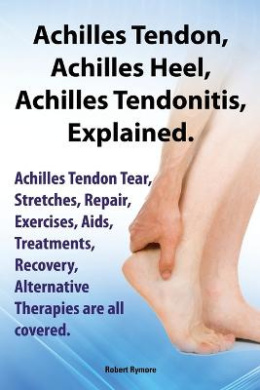 Achilles Tendon,
Achilles Heel,
Achilles Tendonitis,
Explained.
Achilles Tendon Tear,
Stretches, Repair,
Exercises, Aids,
Treatments,
Recovery,
Alternative
Therapies are all
covered.
Robert Rymore